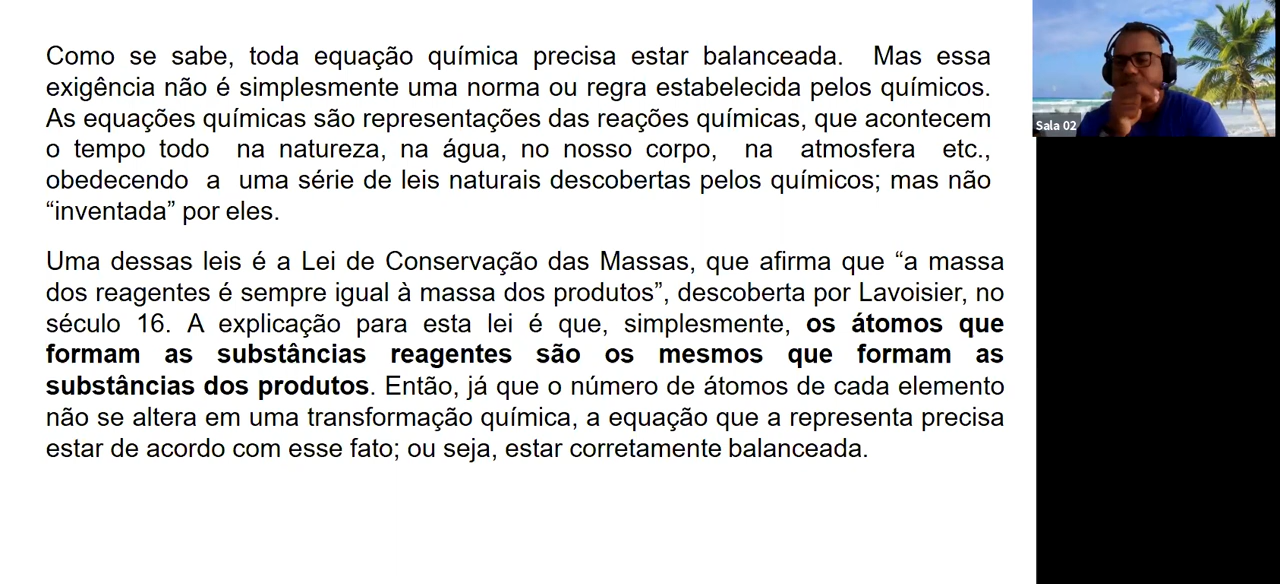 Como se sabe, toda equação química precisa estar balanceada. Mas essa
exigência não é simplesmente uma norma ou regra estabelecida pelos químicos.
As equações químicas são representações das reações químicas, que acontecem
o tempo todo na natureza, na água, no nosso corpo, na atmosfera etc.,
obedecendo a uma série de leis naturais descobertas pelos químicos; mas não
“inventada” por eles.
Uma dessas leis é a Lei de Conservação das Massas, que afirma que “a massa
dos reagentes é sempre igual à massa dos produtos”, descoberta por Lavoisier, no
século 16. A explicação para esta lei é que, simplesmente, os átomos que
formam as substâncias reagentes são os mesmos que formam as
substâncias dos produtos. Então, já que o número de átomos de cada elemento
não se altera em uma transformação química, a equação que a representa precisa
estar de acordo com esse fato; ou seja, estar corretamente balanceada.
Sala 02